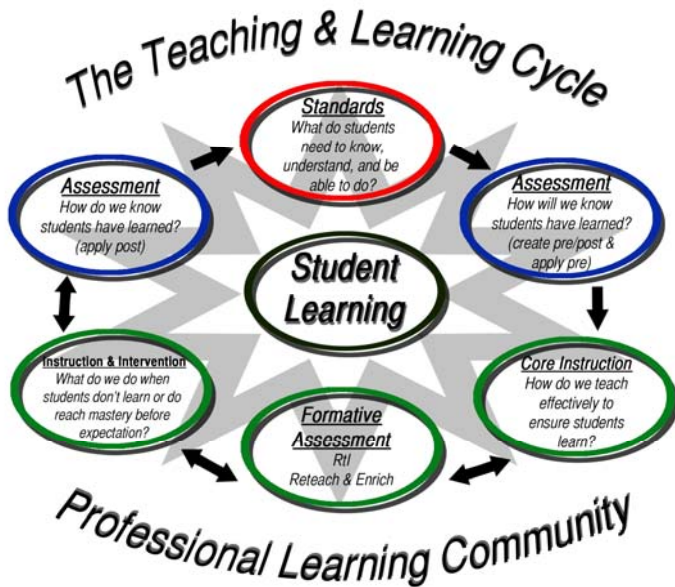 The Teaching & Learning Cycle
Standards
What do students
need to know,
understand, and be
able to do?
Assessment
How do we know
students have learned?
(apply post)
Assessment
How will we know
students have learned?
(create pre/post &
apply pre)
Student
Learning
Instruction & Intervention
What do we do when
students don't learn or do
reach mastery before
expectation?
Formative
Assessment
RtI
Reteach & Enrich
Core Instruction
How do we teach
effectively to
ensure students
learn?
Professional Learning Community